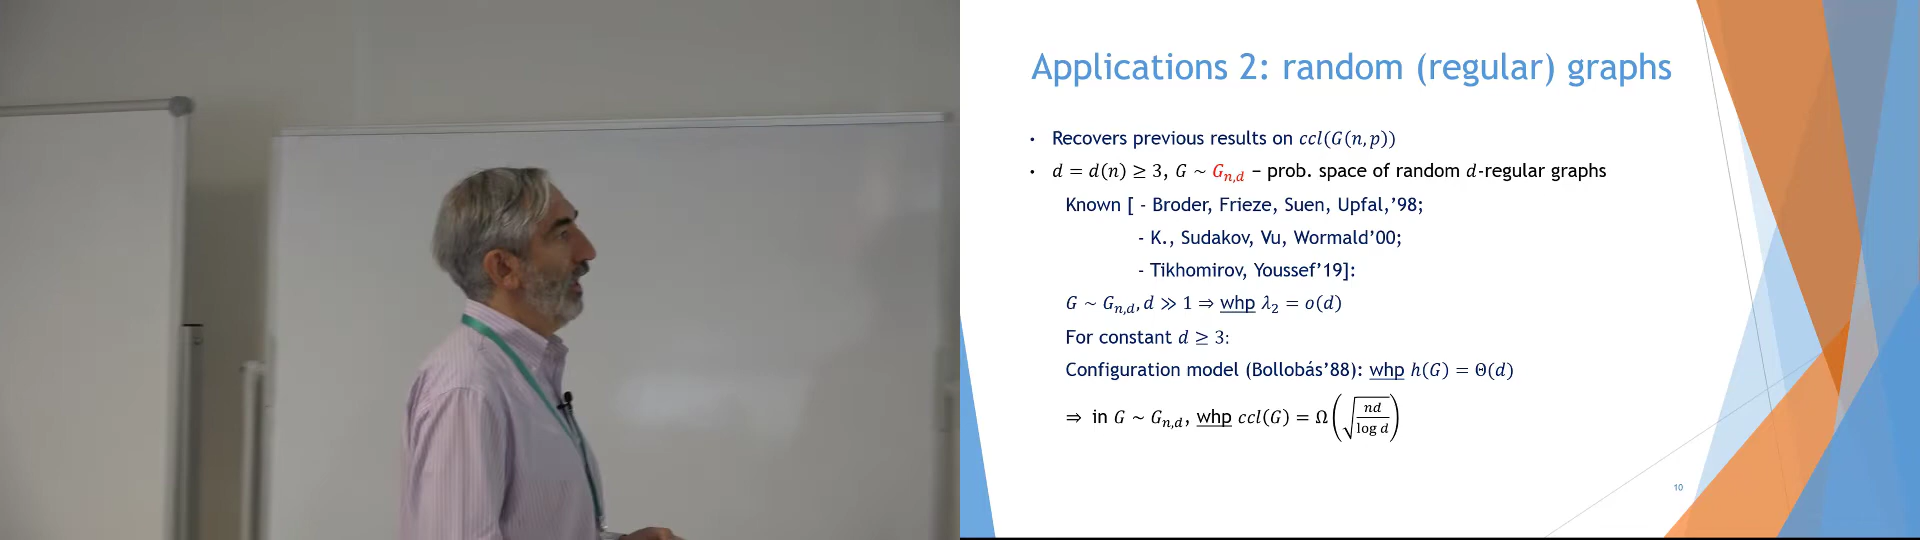 Applications 2: random (regular) graphs
• Recovers previous results on ccl(G(n,p))
• d = d(n) ≥ 3, G ~ G_{n,d} – prob. space of random d-regular graphs
Known [ - Broder, Frieze, Suen, Upfal,'98;
- K., Sudakov, Vu, Wormald'00;
- Tikhomirov, Youssef'19]:
G ~ G_{n,d}, d ≫ 1 ⇒ whp λ₂ = o(d)
For constant d ≥ 3:
Configuration model (Bollobás'88): whp h(G) = Θ(d)
⇒ in G ~ G_{n,d}, whp ccl(G) = Ω(√(nd/log d))
10